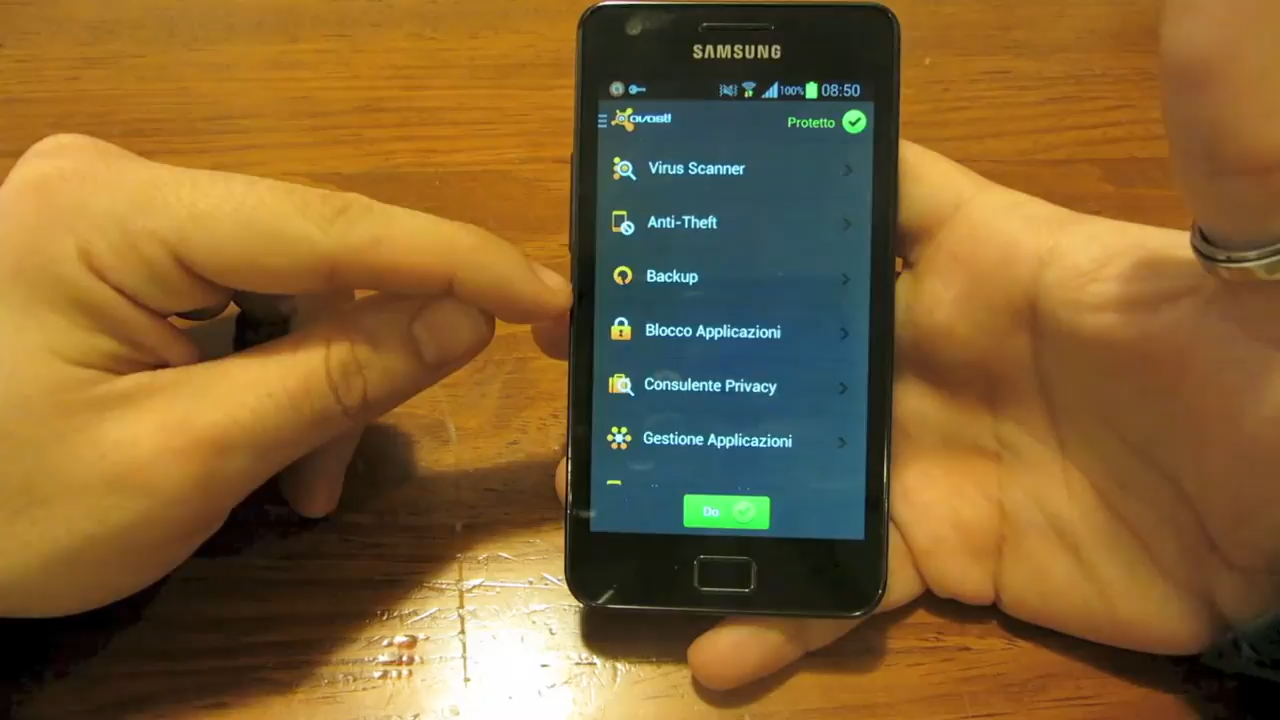 SAMSUNG
100% 08:50
avast! Protetto
Virus Scanner
Anti-Theft
Backup
Blocco Applicazioni
Consulente Privacy
Gestione Applicazioni
Do